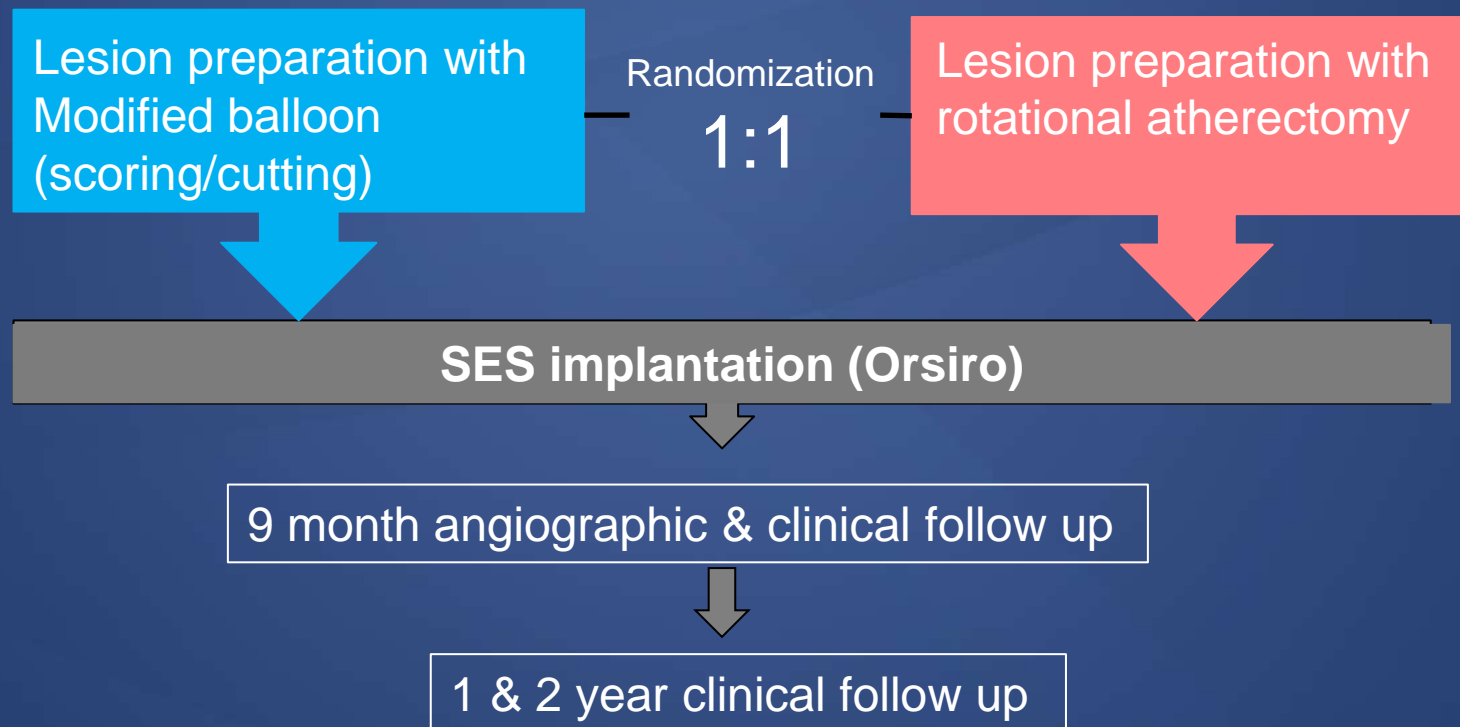 Lesion preparation with
Modified balloon
(scoring/cutting)
Randomization
1:1
Lesion preparation with
rotational atherectomy
SES implantation (Orsiro)
9 month angiographic & clinical follow up
1 & 2 year clinical follow up